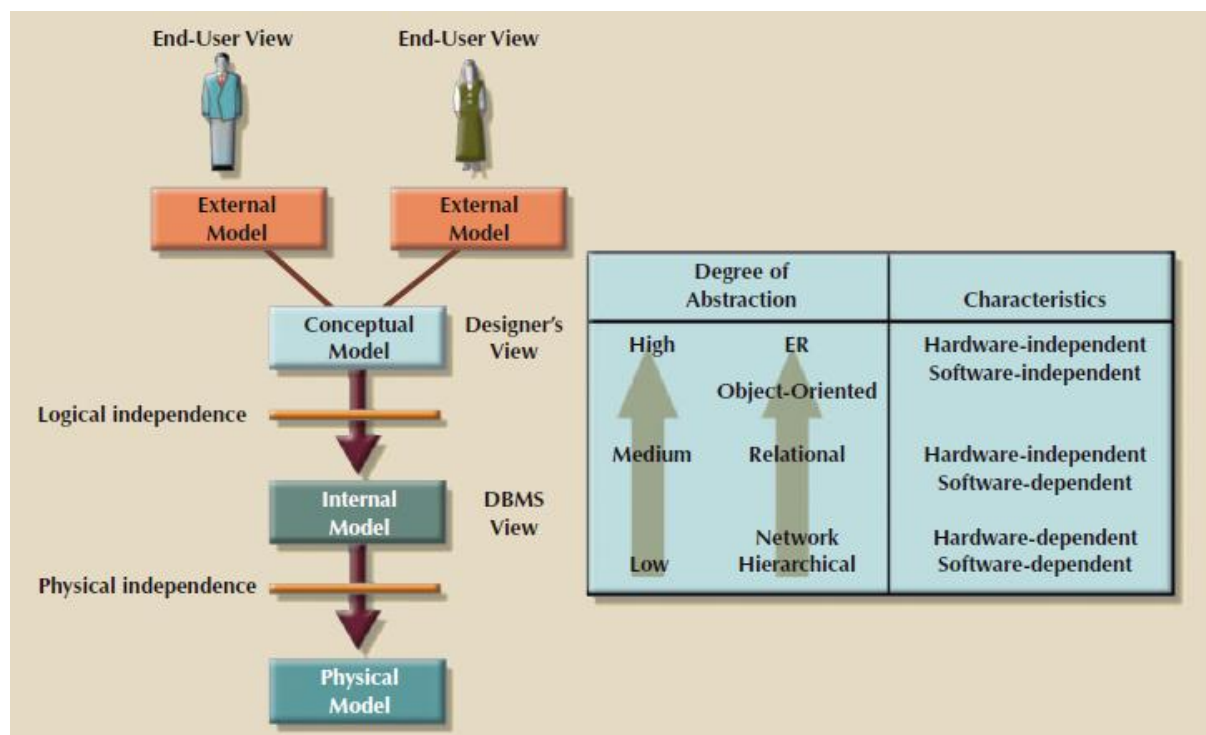 End-User View
End-User View
External
Model
External
Model
Conceptual
Model
Designer's
View
Logical independence
Internal
Model
DBMS
View
Physical independence
Physical
Model
Degree of
Abstraction
Characteristics
High
ER
Hardware-independent
Software-independent
Object-Oriented
Medium
Relational
Hardware-independent
Software-dependent
Low
Network
Hierarchical
Hardware-dependent
Software-dependent